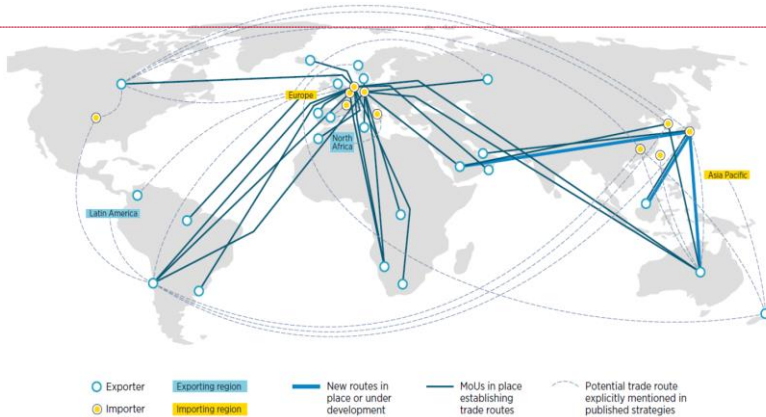 Europe
North
Africa
Asia Pacific
Latin America
Exporter
Exporting region
New routes in
place or under
development
MoUs in place
establishing
trade routes
Potential trade route
explicitly mentioned in
published strategies
Importer
Importing region